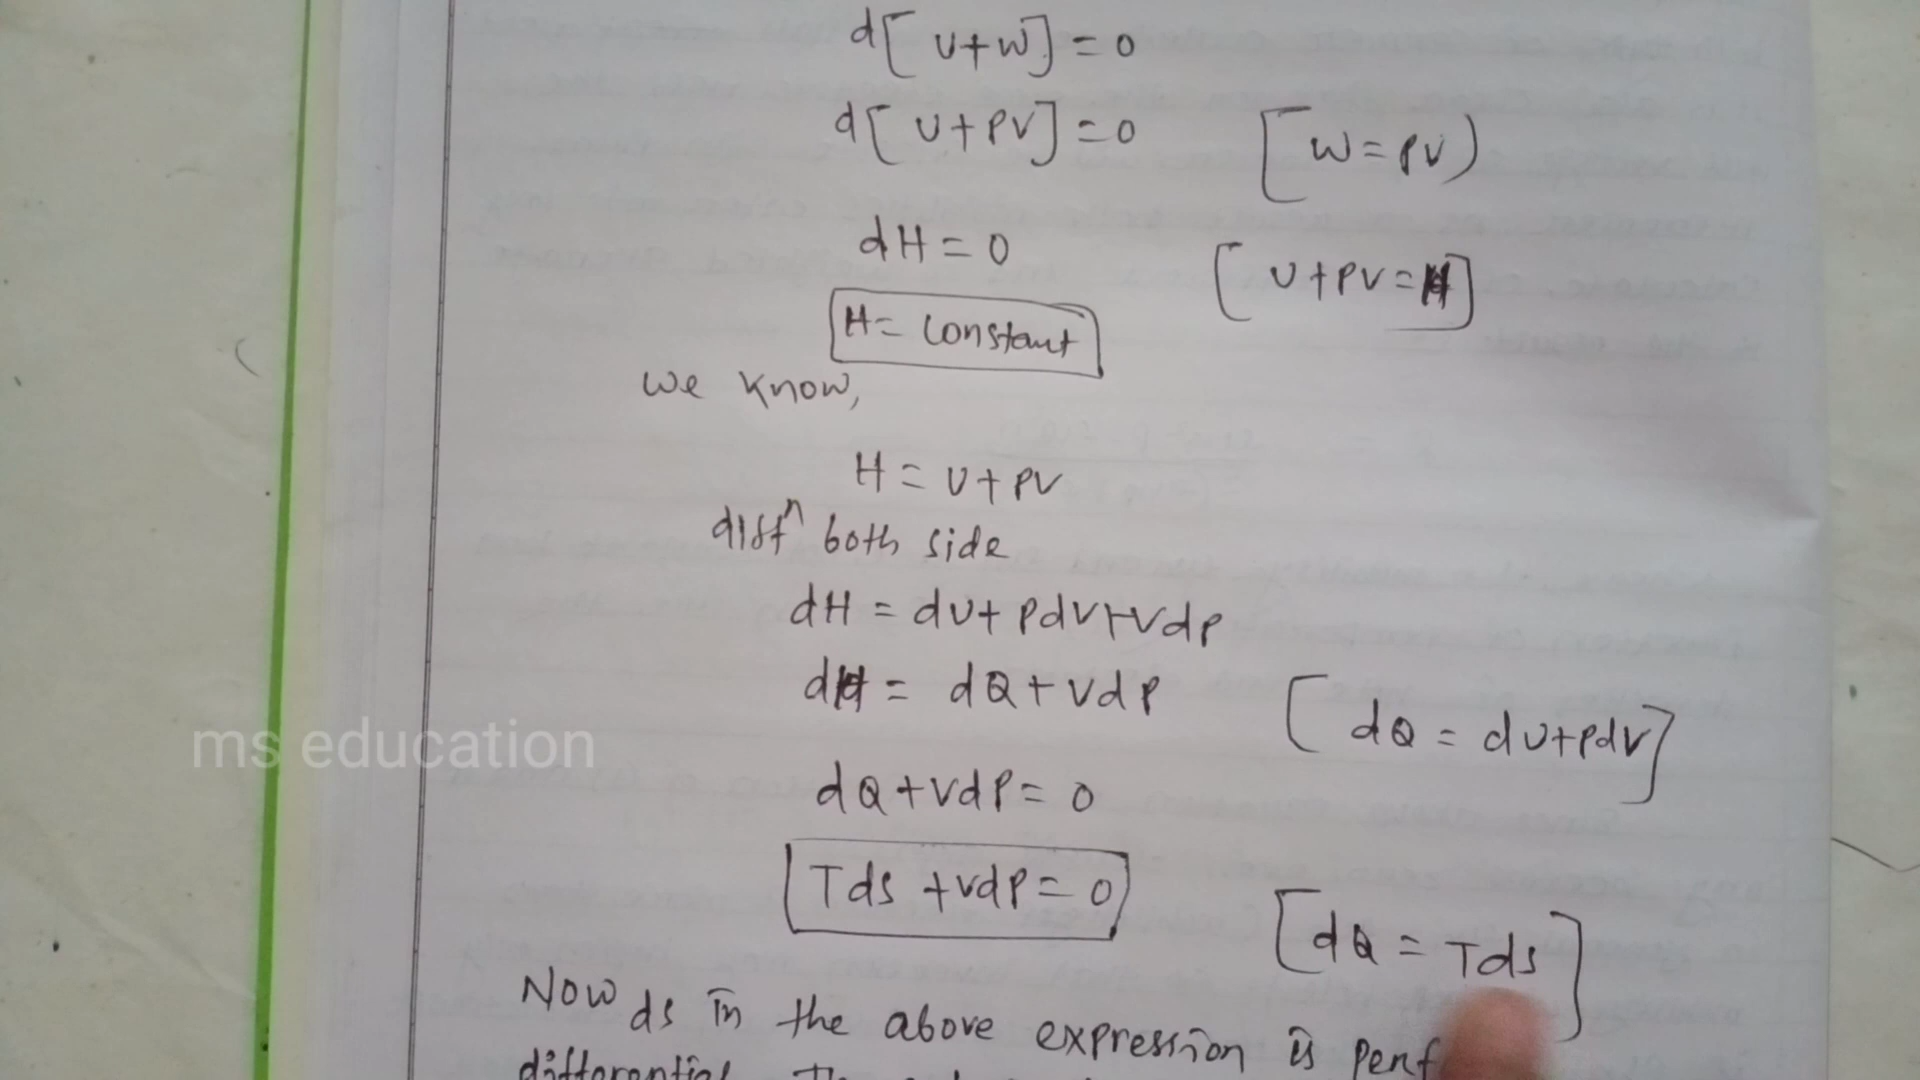 d[U+W]=0
d[U+PV]=0 [W=PV)
dH=0 [U+PV=H]
H= Constant
We know,
H=U+PV
diffⁿ both side
dH=dU+PdV+VdP
dH= dQ+VdP [dQ=dU+PdV]
ms education
dQ+VdP=0
Tds+VdP=0 [dQ=Tds]
Now ds in the above expression is
differential